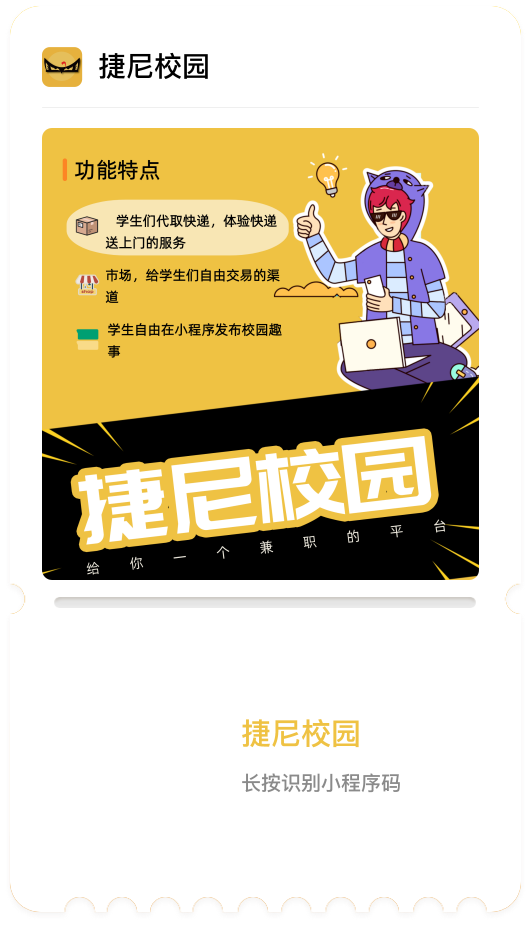 捷尼校园
功能特点
学生们代取快递，体验快递
送上门的服务
市场，给学生们自由交易的渠
道
学生自由在小程序发布校园趣
事
捷尼校园
给你一个兼职的平台
捷尼校园
长按识别小程序码